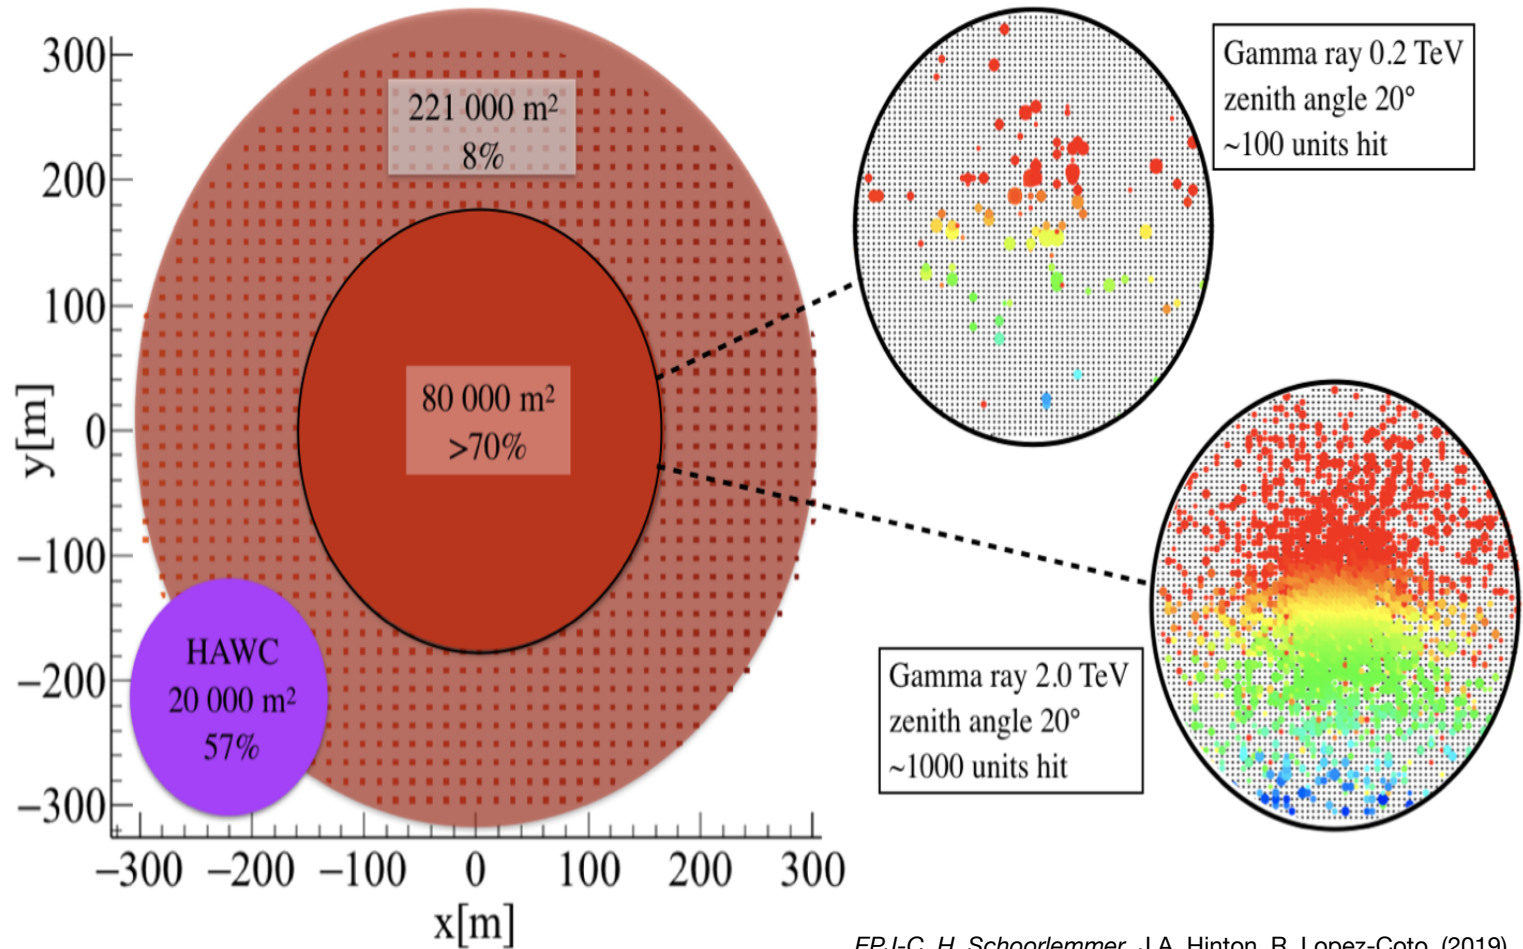 300
200
100
0
−100
−200
−300
y[m]
221 000 m²
8%
80 000 m²
>70%
HAWC
20 000 m²
57%
−300 −200 −100 0 100 200 300
x[m]
Gamma ray 0.2 TeV
zenith angle 20°
~100 units hit
Gamma ray 2.0 TeV
zenith angle 20°
~1000 units hit
EPJ-C, H. Schoorlemmer, J.A. Hinton, R. Lopez-Coto, (2019)